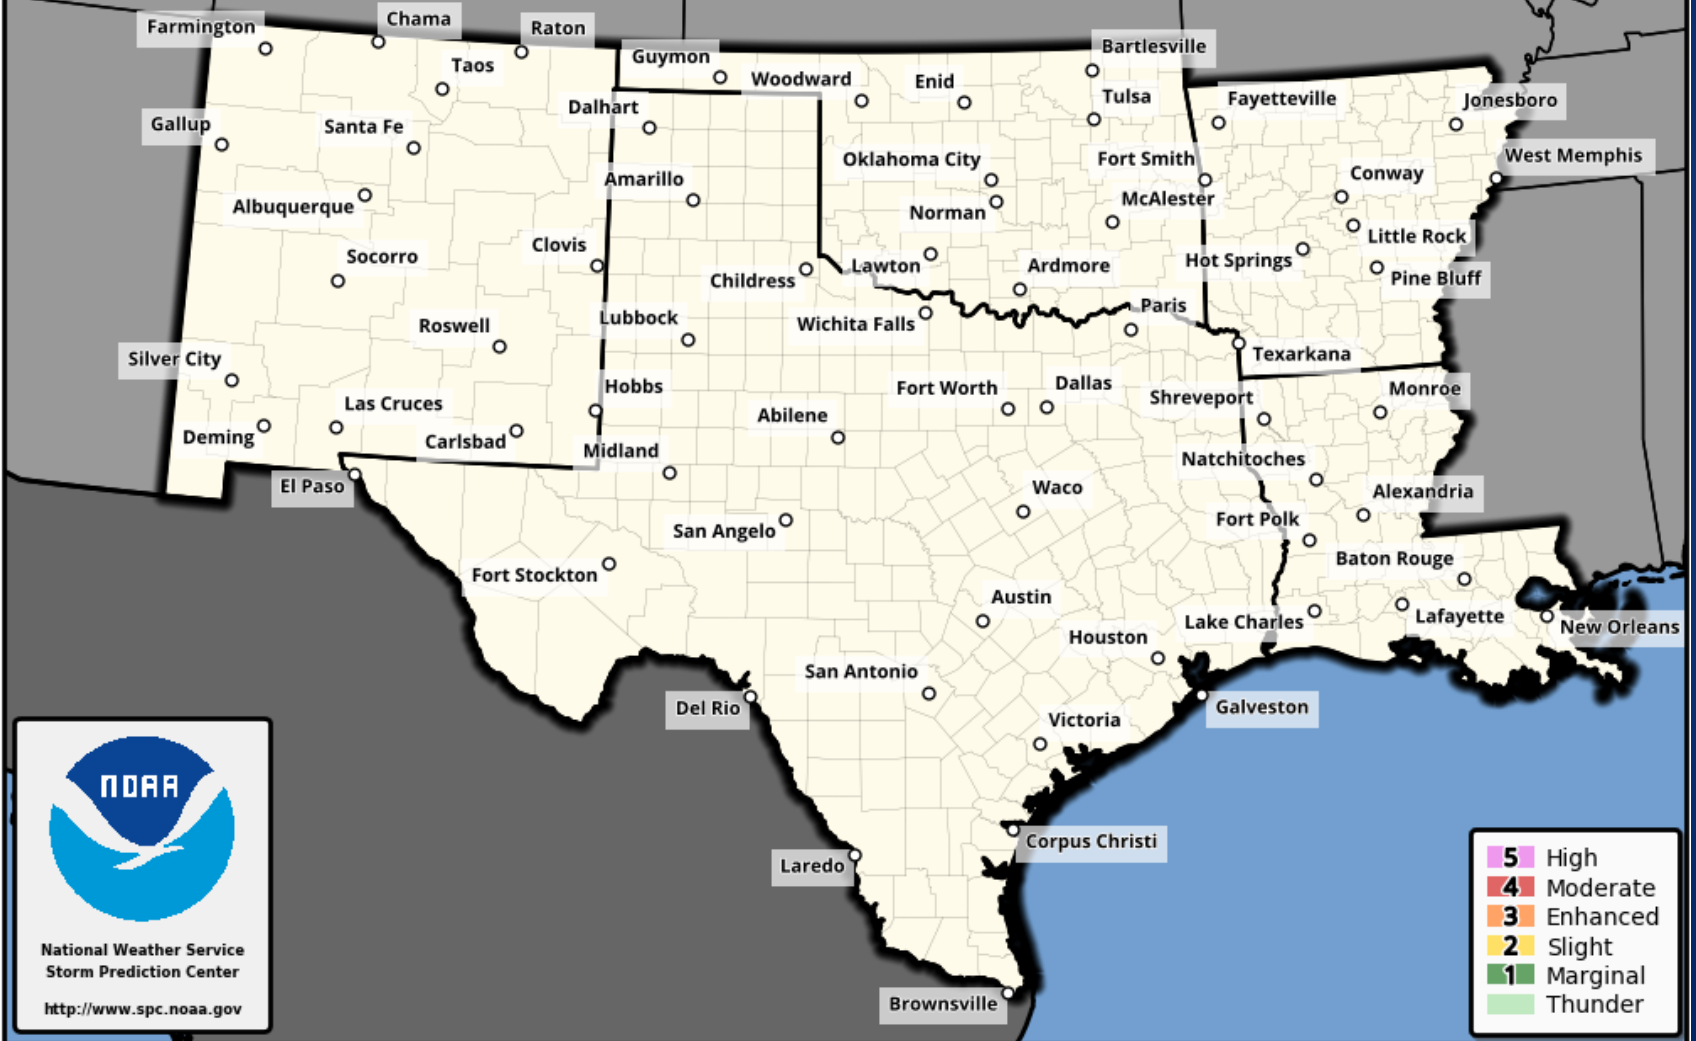 Farmington
Chama
Raton
Taos
Guymon
Woodward
Enid
Bartlesville
Tulsa
Fayetteville
Jonesboro
Gallup
Santa Fe
Dalhart
Oklahoma City
Fort Smith
Conway
West Memphis
Albuquerque
Amarillo
Norman
McAlester
Little Rock
Socorro
Clovis
Childress
Lawton
Ardmore
Hot Springs
Pine Bluff
Roswell
Lubbock
Wichita Falls
Paris
Texarkana
Silver City
Las Cruces
Hobbs
Abilene
Fort Worth
Dallas
Shreveport
Monroe
Deming
Carlsbad
Midland
Natchitoches
El Paso
San Angelo
Waco
Fort Polk
Alexandria
Fort Stockton
Austin
Baton Rouge
Houston
Lake Charles
Lafayette
New Orleans
Del Rio
San Antonio
Victoria
Galveston
Laredo
Corpus Christi
Brownsville
NOAA
National Weather Service
Storm Prediction Center
http://www.spc.noaa.gov
5 High
4 Moderate
3 Enhanced
2 Slight
1 Marginal
Thunder